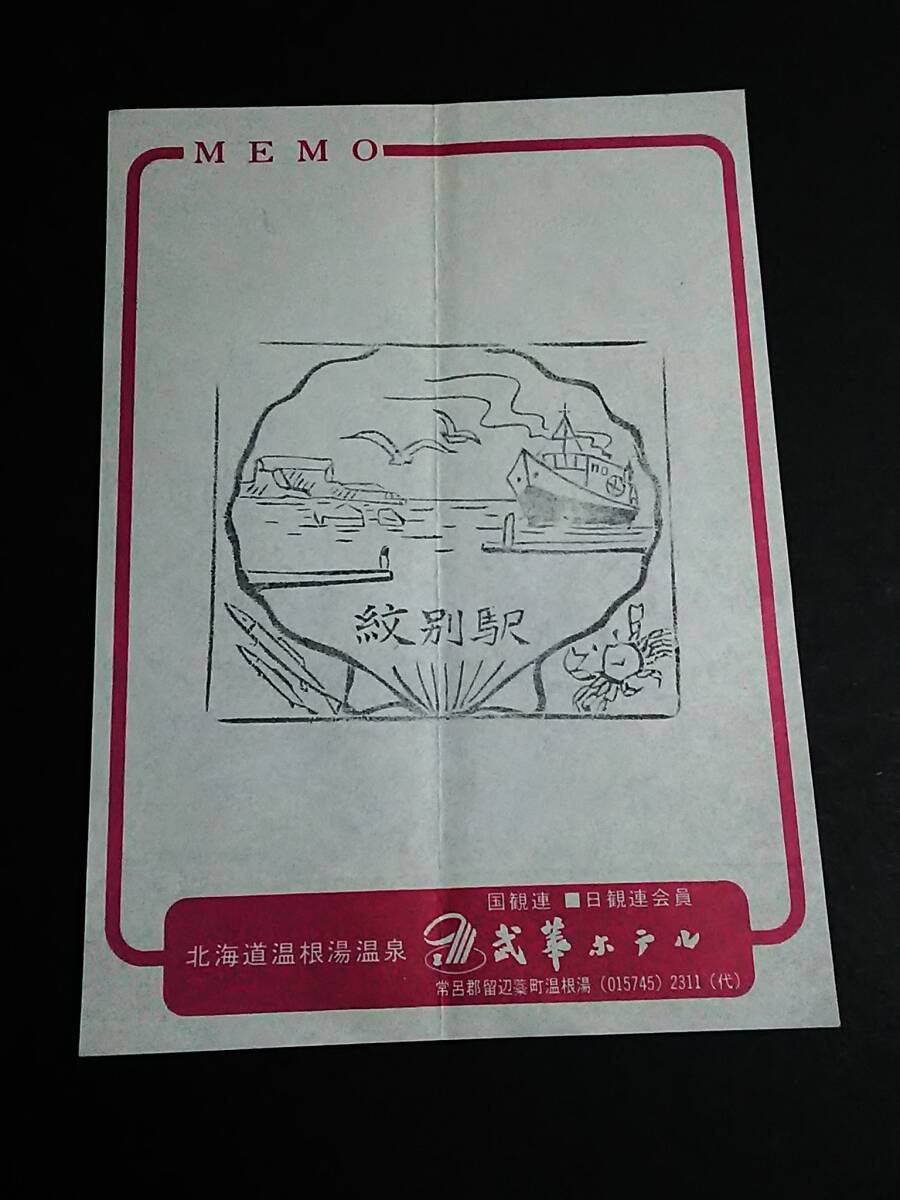 MEMO
紋別駅
国観連 ■日観連会員
北海道温根湯温泉 武華ホテル
常呂郡留辺蘂町温根湯 (015745) 2311 (代)